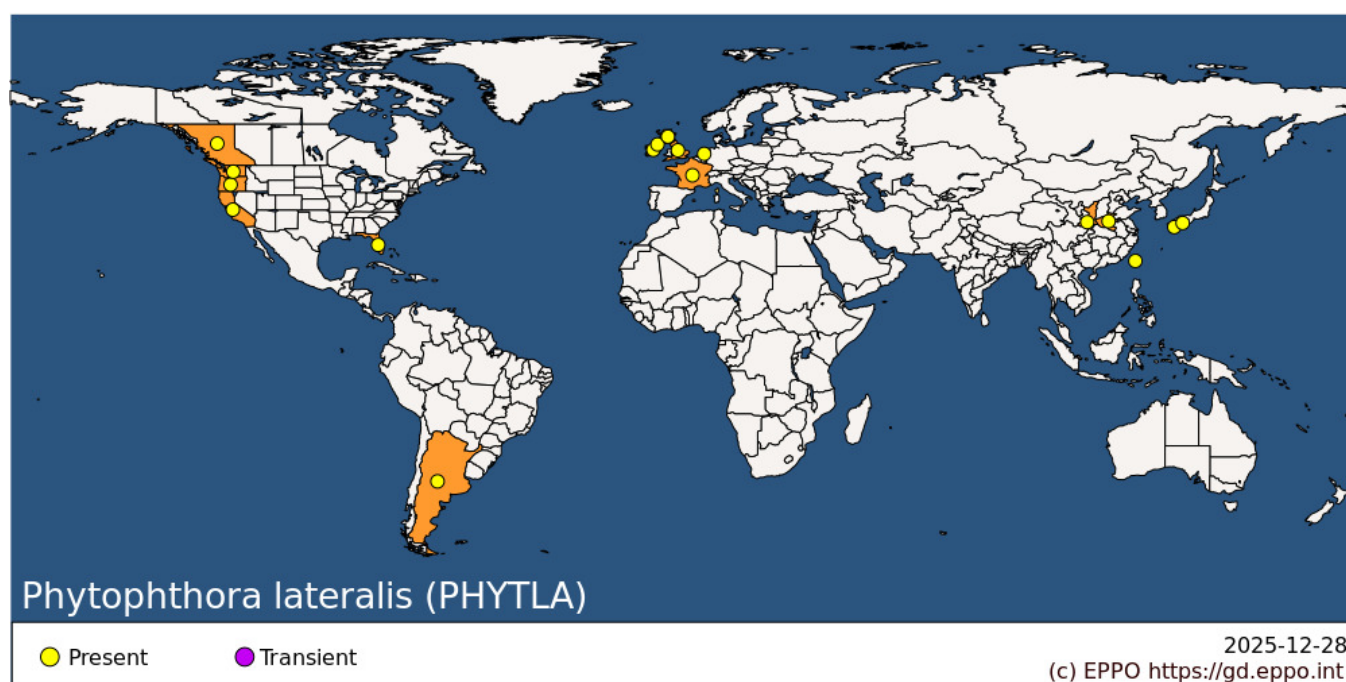 Phytophthora lateralis (PHYTLA)
Present
Transient
2025-12-28
(c) EPPO https://gd.eppo.int